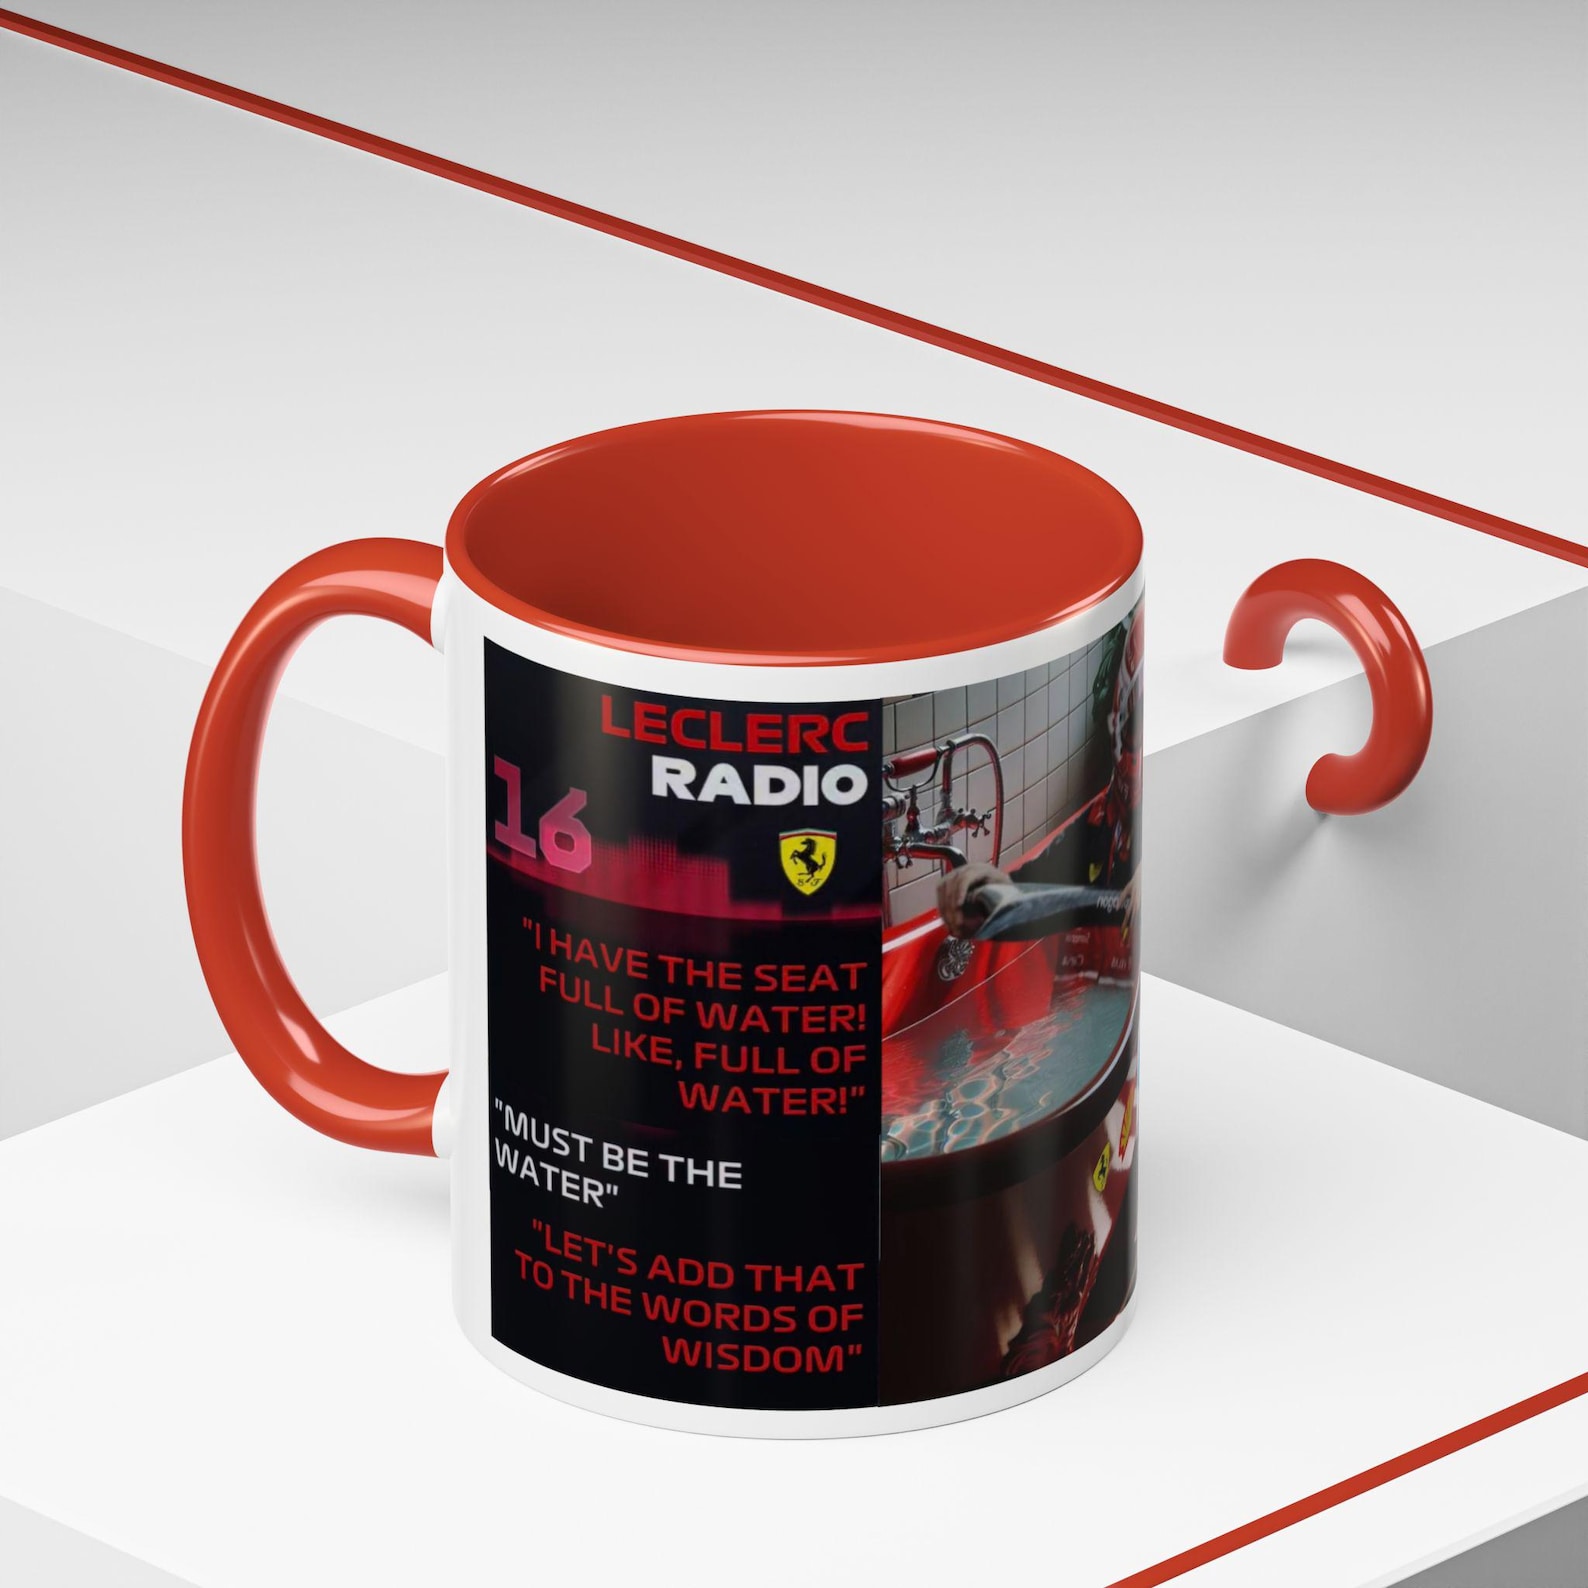 LECLERC
RADIO
16
S F
"I HAVE THE SEAT
FULL OF WATER!
LIKE, FULL OF
WATER!"
"MUST BE THE
WATER"
"LET'S ADD THAT
TO THE WORDS OF
WISDOM"